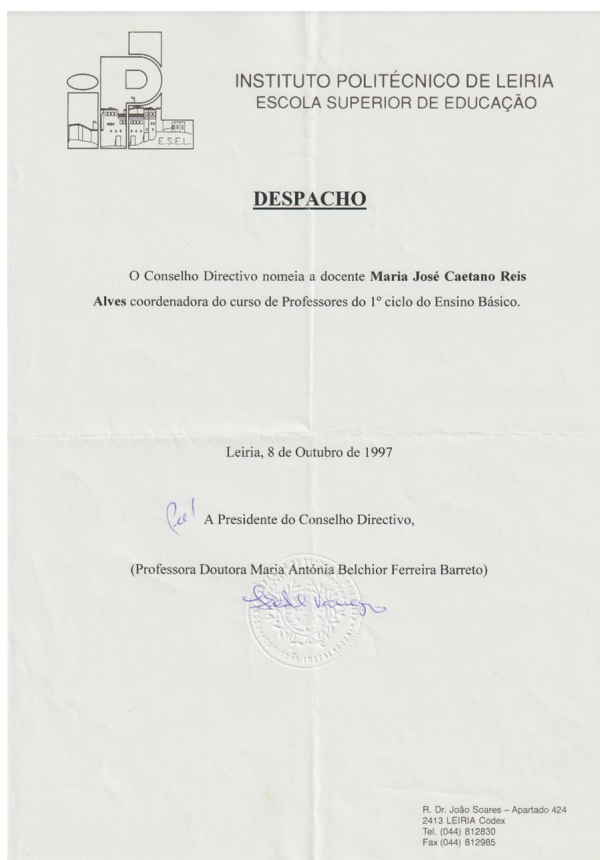 E.S.E.L.
INSTITUTO POLITÉCNICO DE LEIRIA
ESCOLA SUPERIOR DE EDUCAÇÃO
DESPACHO
O Conselho Directivo nomeia a docente Maria José Caetano Reis
Alves coordenadora do curso de Professores do 1º ciclo do Ensino Básico.
Leiria, 8 de Outubro de 1997
A Presidente do Conselho Directivo,
(Professora Doutora Maria Antónia Belchior Ferreira Barreto)
R. Dr. João Soares – Apartado 424
2413 LEIRIA Codex
Tel. (044) 812830
Fax (044) 812985